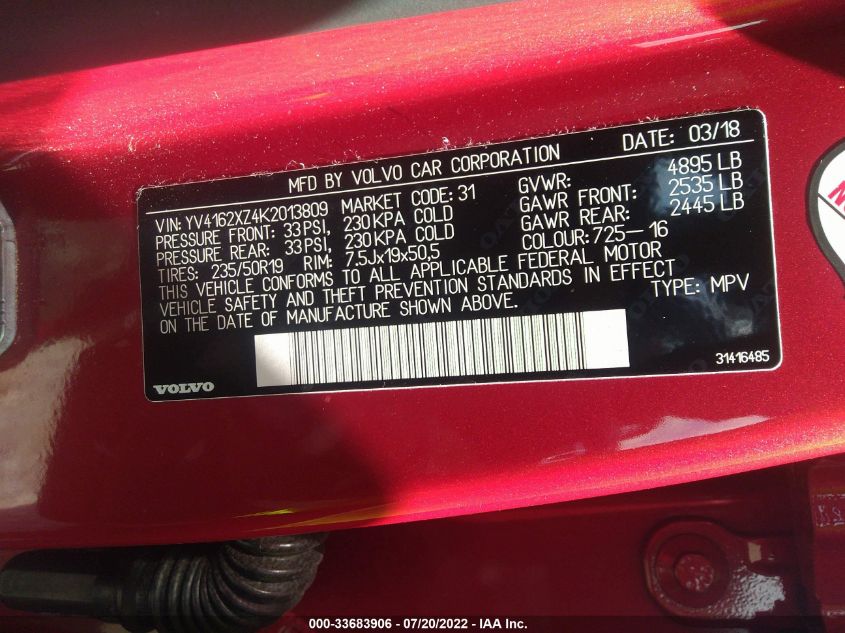 MFD BY VOLVO CAR CORPORATION DATE: 03/18
VIN: YV4162XZ4K2013809 MARKET CODE: 31 GVWR: 4895 LB
PRESSURE FRONT: 33 PSI, 230 KPA COLD GAWR FRONT: 2535 LB
PRESSURE REAR: 33 PSI, 230 KPA COLD GAWR REAR: 2445 LB
TIRES: 235/50R19 RIM: 7.5Jx19x50,5 COLOUR:725-16
THIS VEHICLE CONFORMS TO ALL APPLICABLE FEDERAL MOTOR
VEHICLE SAFETY AND THEFT PREVENTION STANDARDS IN EFFECT
ON THE DATE OF MANUFACTURE SHOWN ABOVE. TYPE: MPV
VOLVO 31416485
000-33683906 - 07/20/2022 - IAA Inc.